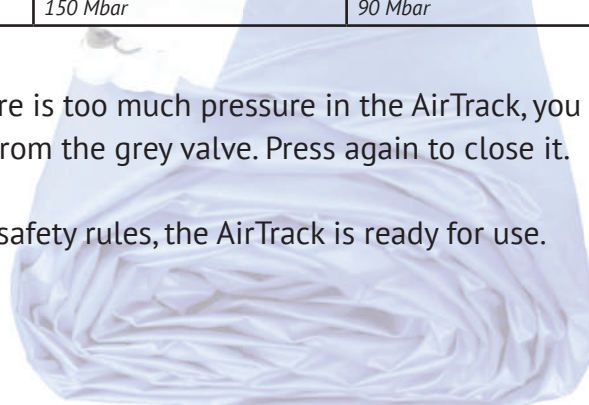 150 Mbar 90 Mbar
re is too much pressure in the AirTrack, you
rom the grey valve. Press again to close it.
safety rules, the AirTrack is ready for use.